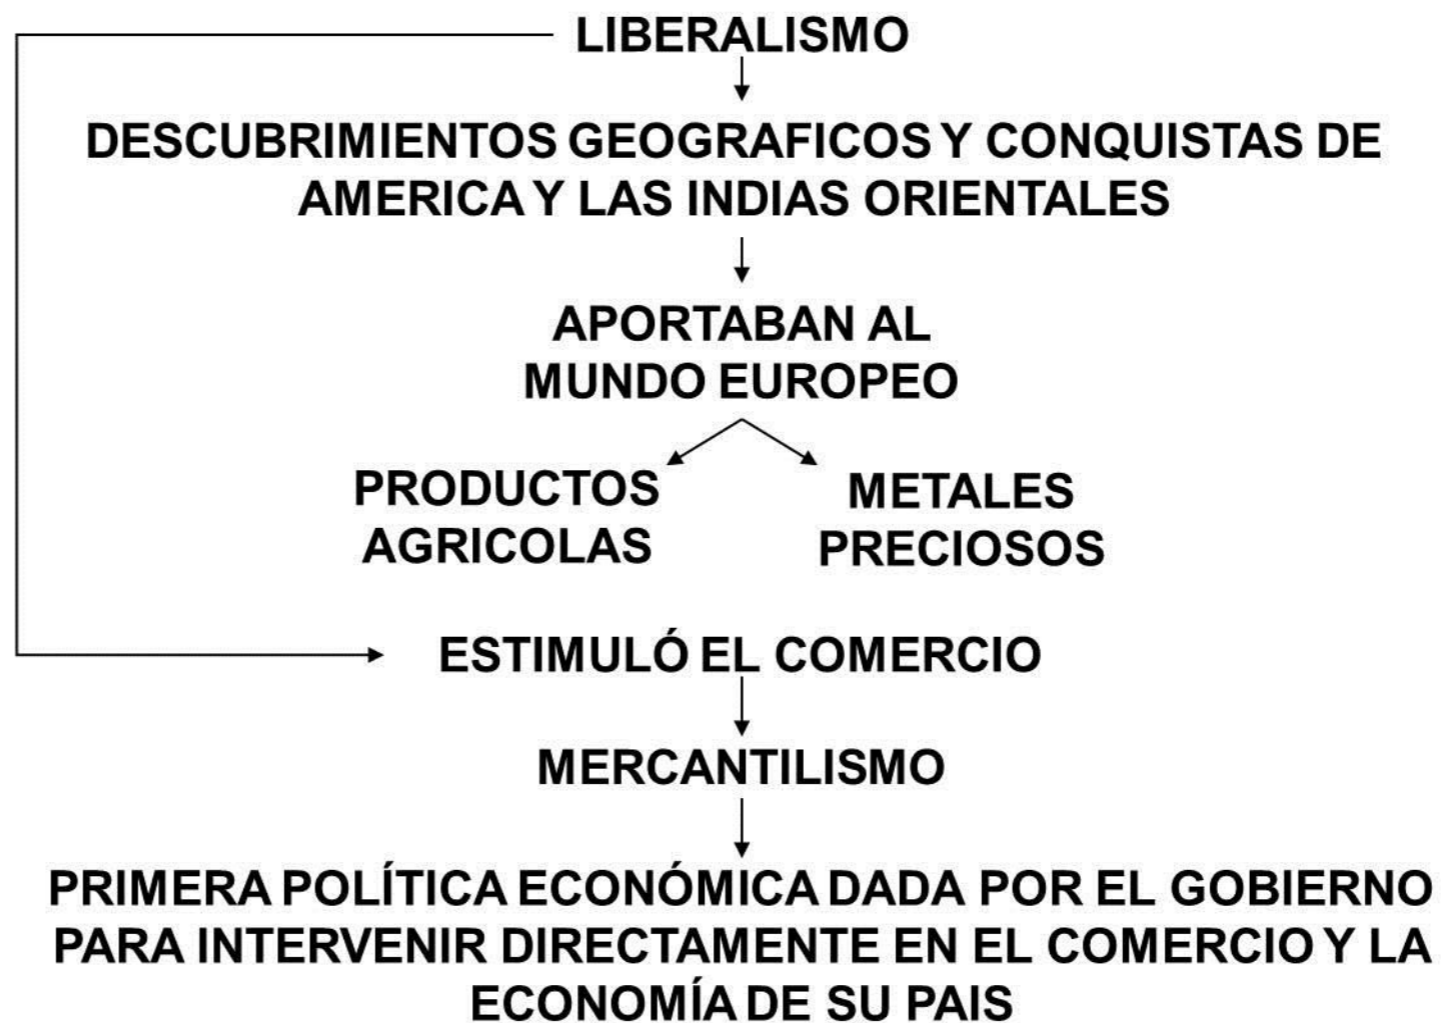 LIBERALISMO
DESCUBRIMIENTOS GEOGRAFICOS Y CONQUISTAS DE
AMERICA Y LAS INDIAS ORIENTALES
APORTABAN AL
MUNDO EUROPEO
PRODUCTOS
AGRICOLAS
METALES
PRECIOSOS
ESTIMULÓ EL COMERCIO
MERCANTILISMO
PRIMERA POLÍTICA ECONÓMICA DADA POR EL GOBIERNO
PARA INTERVENIR DIRECTAMENTE EN EL COMERCIO Y LA
ECONOMÍA DE SU PAIS